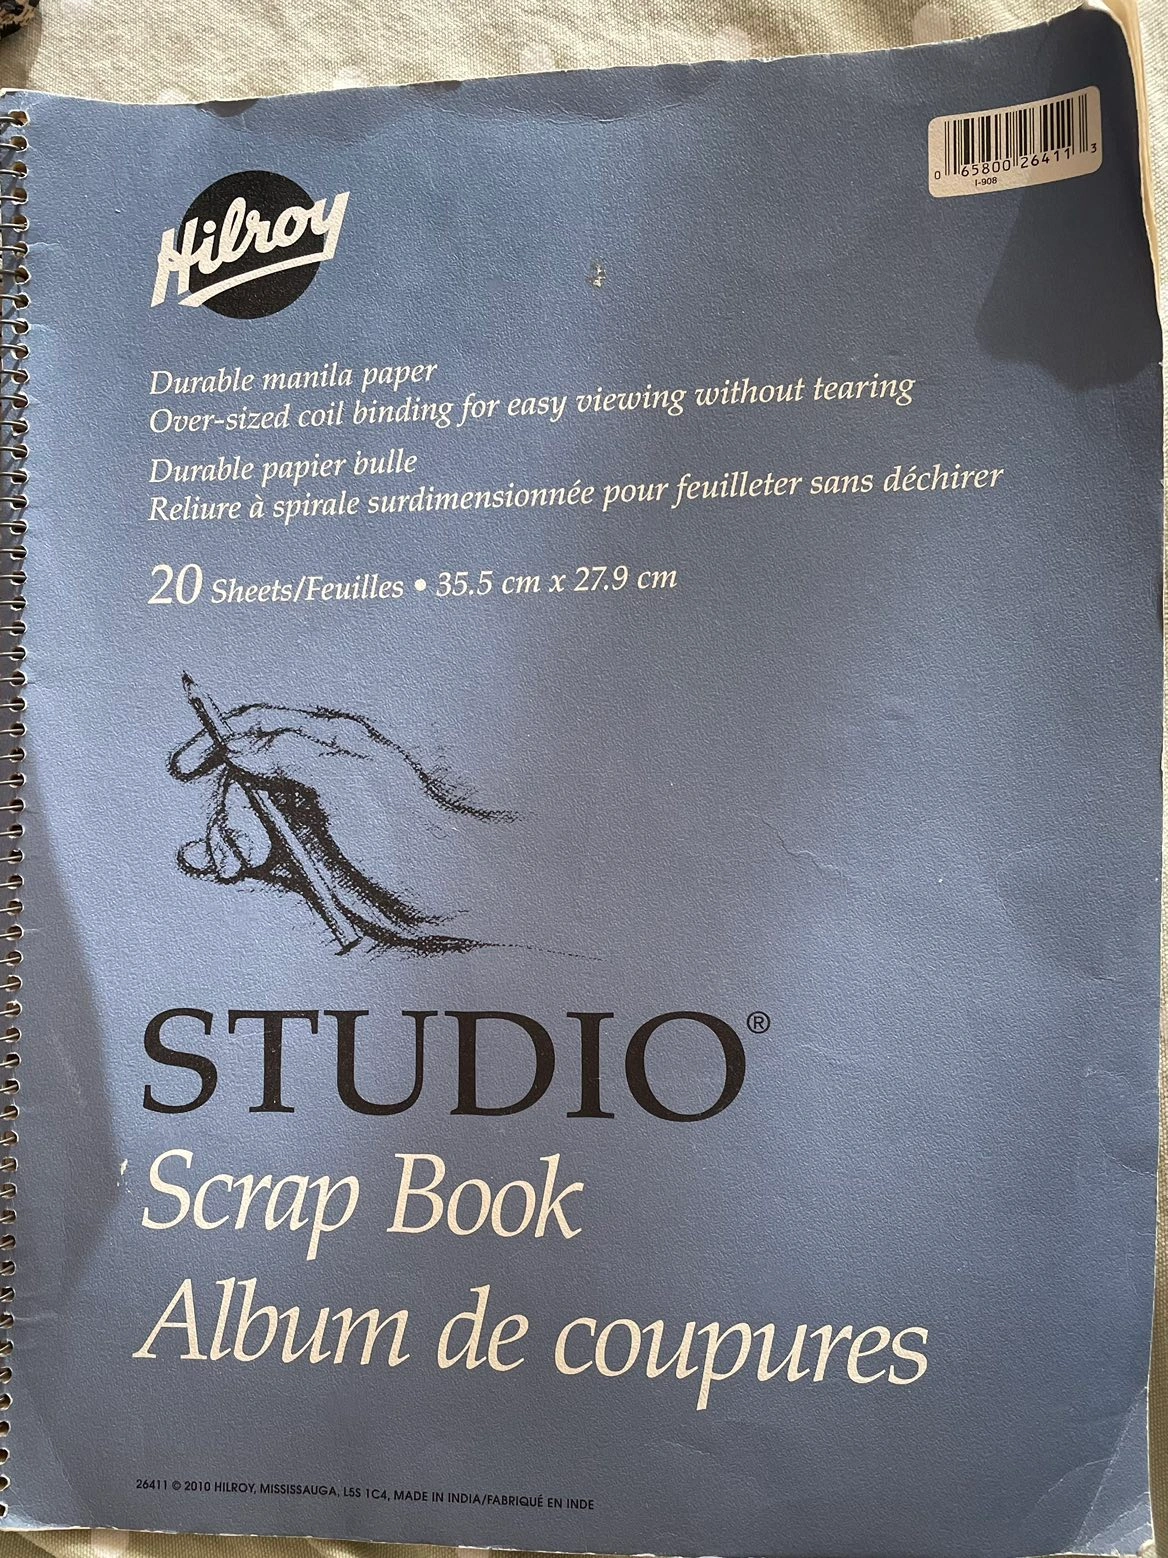 0 65800 26411 3
I-908
Hilroy
Durable manila paper
Over-sized coil binding for easy viewing without tearing
Durable papier bulle
Reliure à spirale surdimensionnée pour feuilleter sans déchirer
20 Sheets/Feuilles • 35.5 cm x 27.9 cm
STUDIO®
Scrap Book
Album de coupures
26411 © 2010 HILROY, MISSISSAUGA, L5S 1C4, MADE IN INDIA/FABRIQUÉ EN INDE